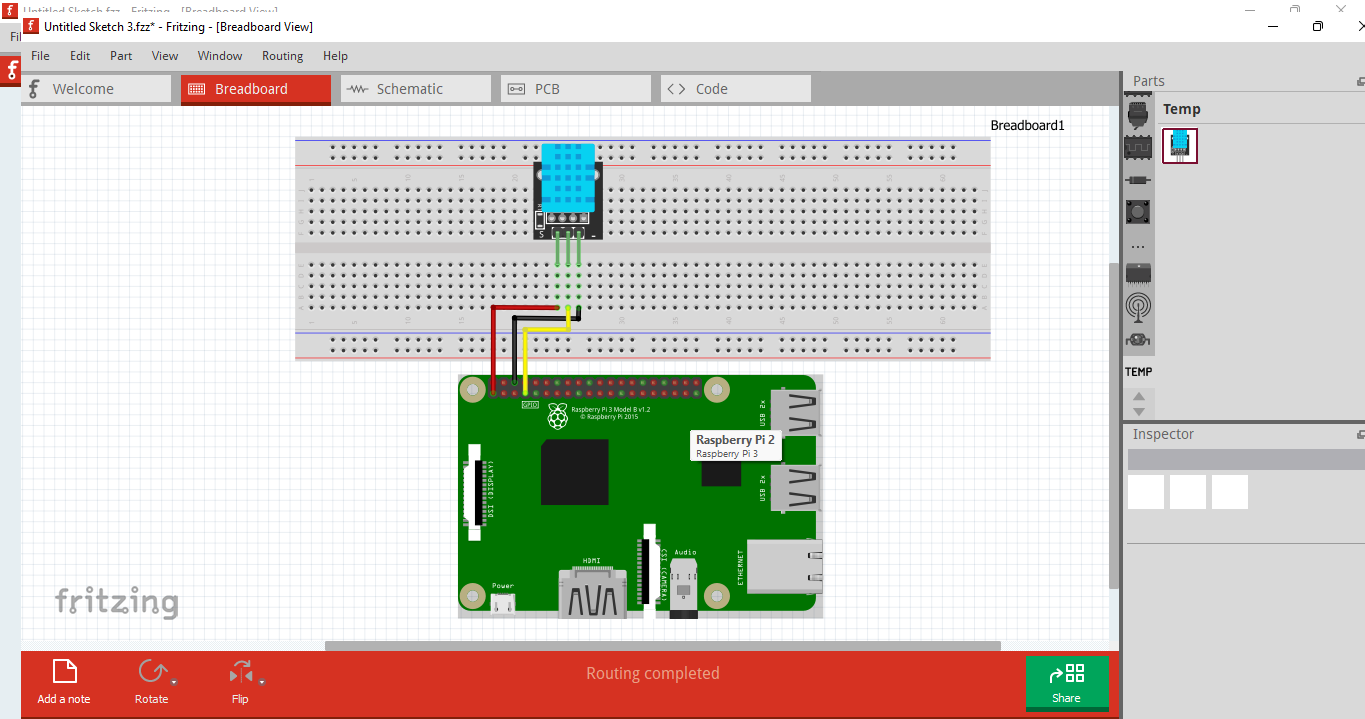 Untitled Sketch.fzz - Fritzing - [Breadboard View]
Untitled Sketch 3.fzz* - Fritzing - [Breadboard View]
File Edit Part View Window Routing Help
Welcome Breadboard Schematic PCB Code
Parts
Temp
Breadboard1
S
-
GPIO
Raspberry Pi 3 Model B v1.2
© Raspberry Pi 2015
USB 2x
Raspberry Pi 2
Raspberry Pi 3
TEMP
Inspector
DSI (DISPLAY)
USB 2x
HDMI
CSI (CAMERA)
Audio
ETHERNET
Power
fritzing
Routing completed
Add a note Rotate Flip Share